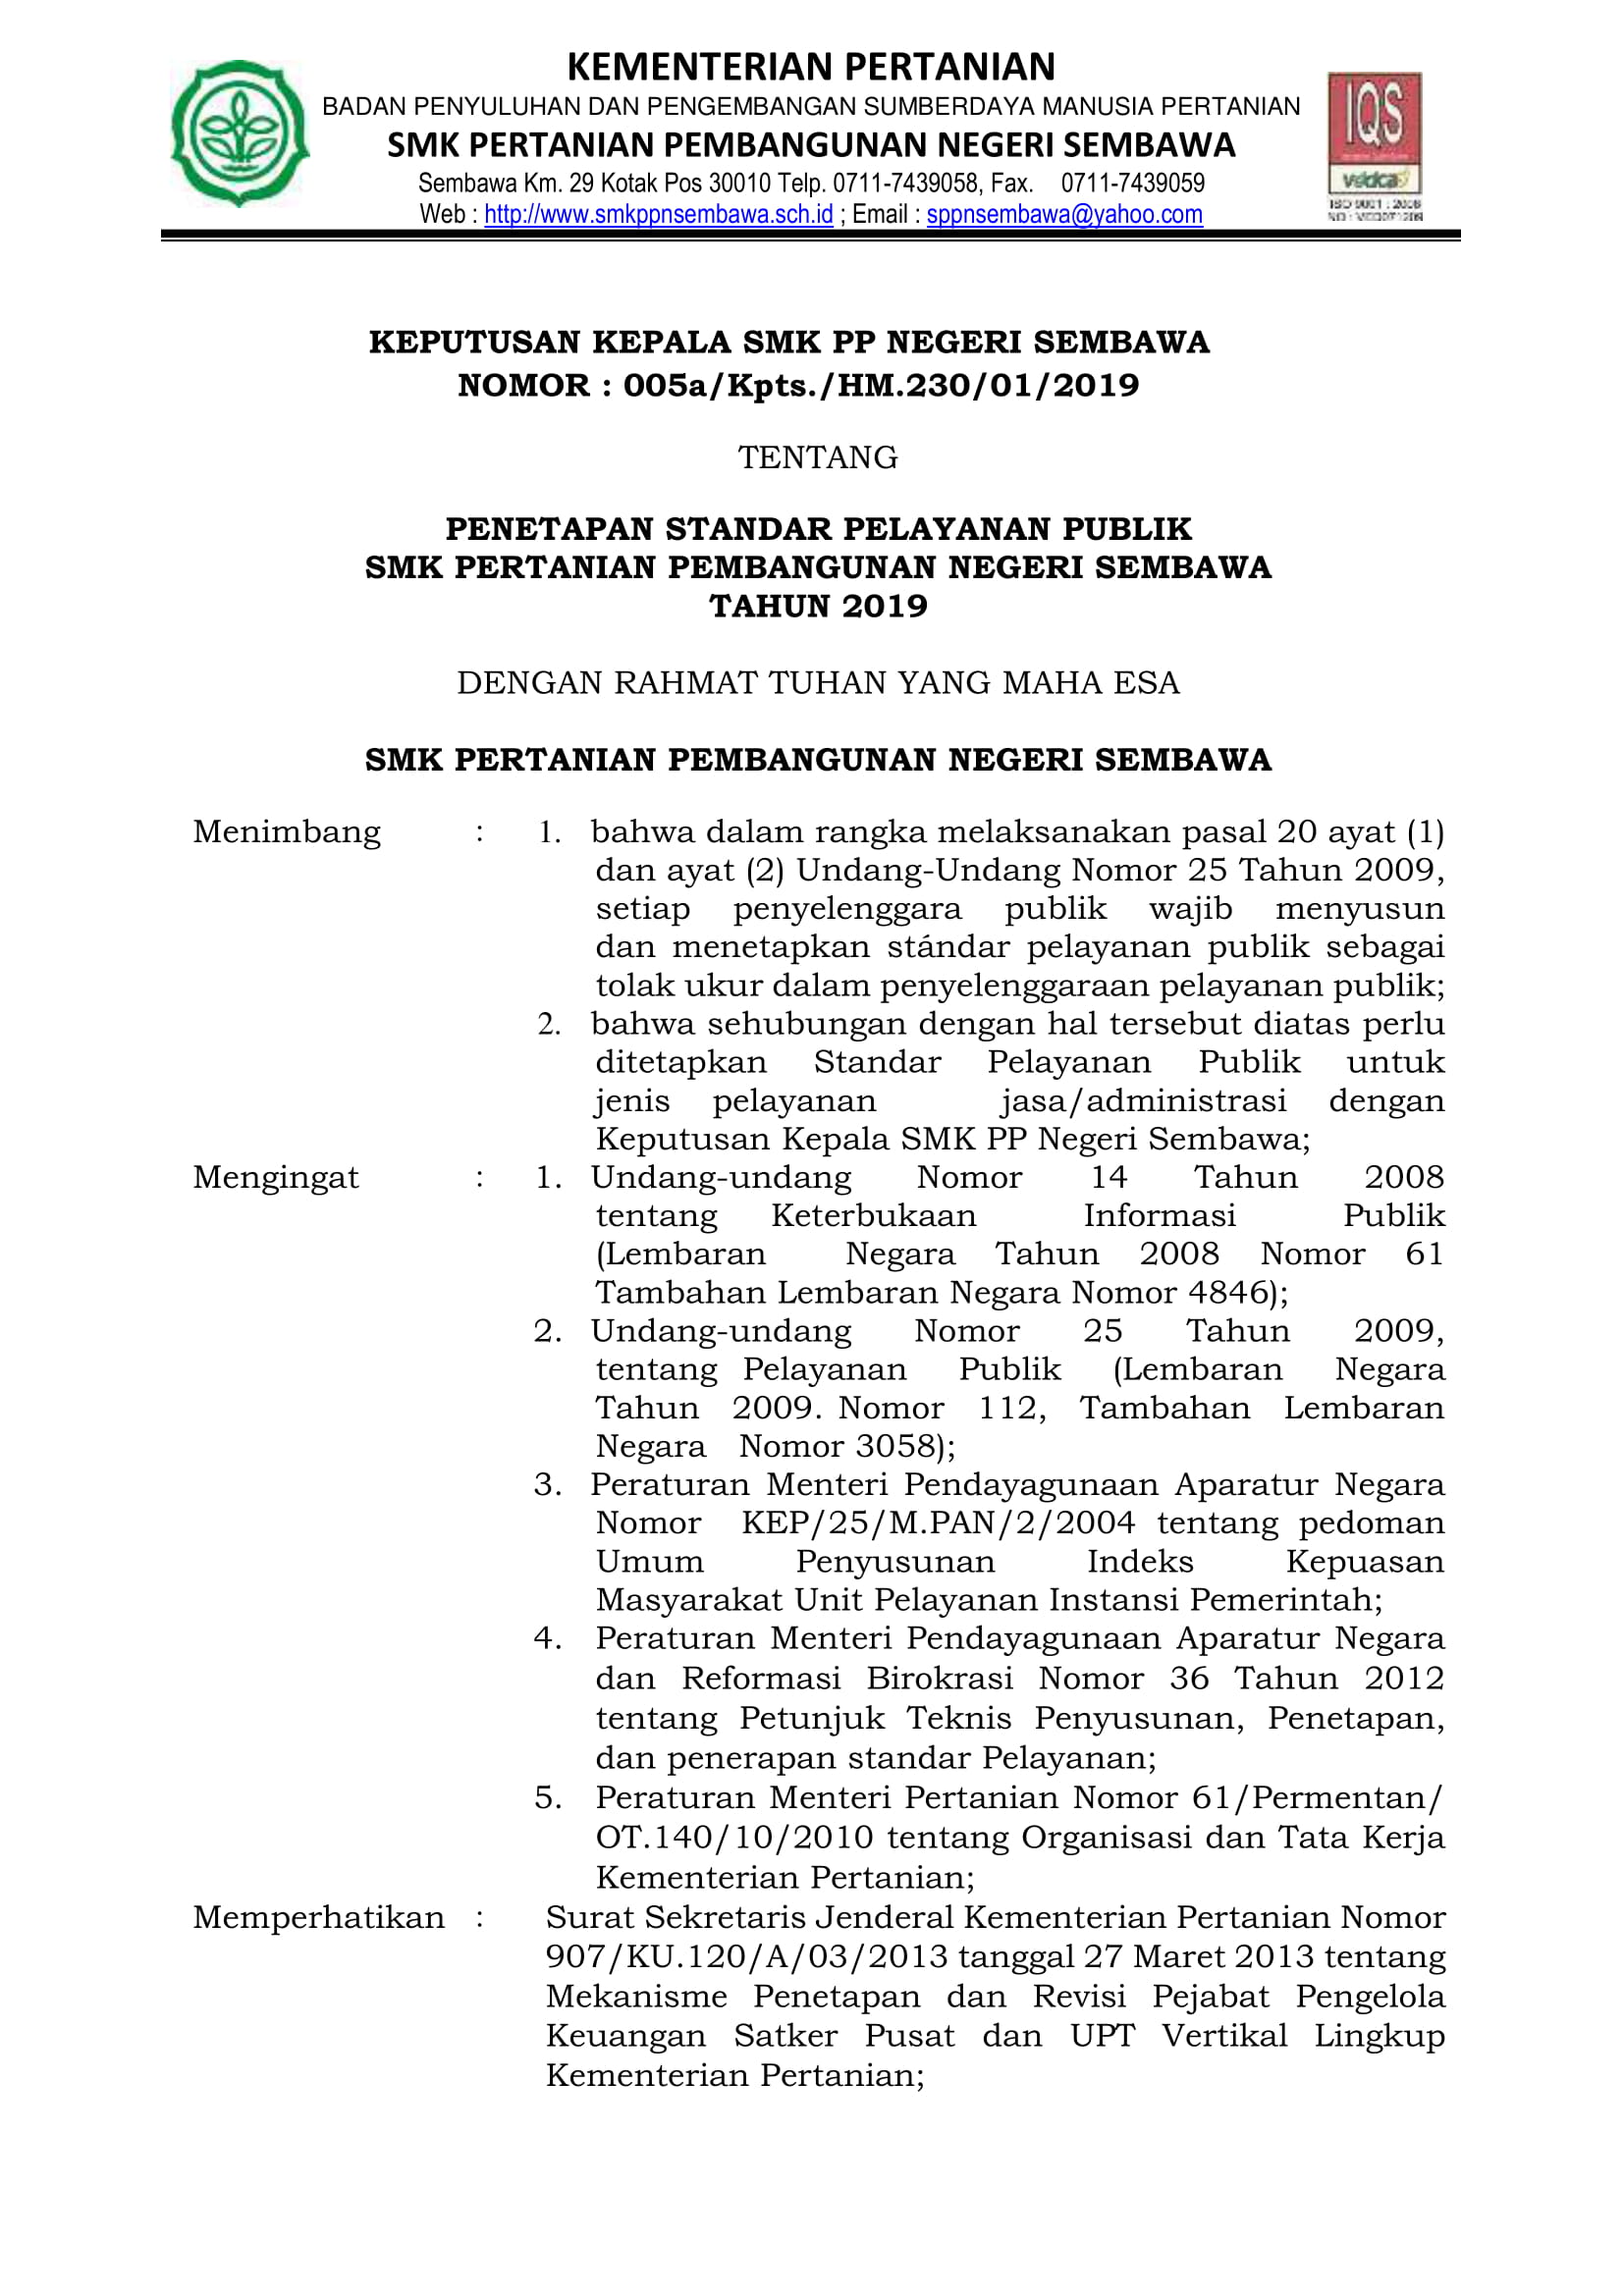 KEMENTERIAN PERTANIAN
BADAN PENYULUHAN DAN PENGEMBANGAN SUMBERDAYA MANUSIA PERTANIAN
SMK PERTANIAN PEMBANGUNAN NEGERI SEMBAWA
Sembawa Km. 29 Kotak Pos 30010 Telp. 0711-7439058, Fax. 0711-7439059
Web : http://www.smkppnsembawa.sch.id ; Email : sppnsembawa@yahoo.com
IQS
vedca
ISO 9001 : 2008
KEPUTUSAN KEPALA SMK PP NEGERI SEMBAWA
NOMOR : 005a/Kpts./HM.230/01/2019
TENTANG
PENETAPAN STANDAR PELAYANAN PUBLIK
SMK PERTANIAN PEMBANGUNAN NEGERI SEMBAWA
TAHUN 2019
DENGAN RAHMAT TUHAN YANG MAHA ESA
SMK PERTANIAN PEMBANGUNAN NEGERI SEMBAWA
Menimbang : 1. bahwa dalam rangka melaksanakan pasal 20 ayat (1)
dan ayat (2) Undang-Undang Nomor 25 Tahun 2009,
setiap penyelenggara publik wajib menyusun
dan menetapkan stándar pelayanan publik sebagai
tolak ukur dalam penyelenggaraan pelayanan publik;
2. bahwa sehubungan dengan hal tersebut diatas perlu
ditetapkan Standar Pelayanan Publik untuk
jenis pelayanan jasa/administrasi dengan
Keputusan Kepala SMK PP Negeri Sembawa;
Mengingat : 1. Undang-undang Nomor 14 Tahun 2008
tentang Keterbukaan Informasi Publik
(Lembaran Negara Tahun 2008 Nomor 61
Tambahan Lembaran Negara Nomor 4846);
2. Undang-undang Nomor 25 Tahun 2009,
tentang Pelayanan Publik (Lembaran Negara
Tahun 2009. Nomor 112, Tambahan Lembaran
Negara Nomor 3058);
3. Peraturan Menteri Pendayagunaan Aparatur Negara
Nomor KEP/25/M.PAN/2/2004 tentang pedoman
Umum Penyusunan Indeks Kepuasan
Masyarakat Unit Pelayanan Instansi Pemerintah;
4. Peraturan Menteri Pendayagunaan Aparatur Negara
dan Reformasi Birokrasi Nomor 36 Tahun 2012
tentang Petunjuk Teknis Penyusunan, Penetapan,
dan penerapan standar Pelayanan;
5. Peraturan Menteri Pertanian Nomor 61/Permentan/
OT.140/10/2010 tentang Organisasi dan Tata Kerja
Kementerian Pertanian;
Memperhatikan : Surat Sekretaris Jenderal Kementerian Pertanian Nomor
907/KU.120/A/03/2013 tanggal 27 Maret 2013 tentang
Mekanisme Penetapan dan Revisi Pejabat Pengelola
Keuangan Satker Pusat dan UPT Vertikal Lingkup
Kementerian Pertanian;